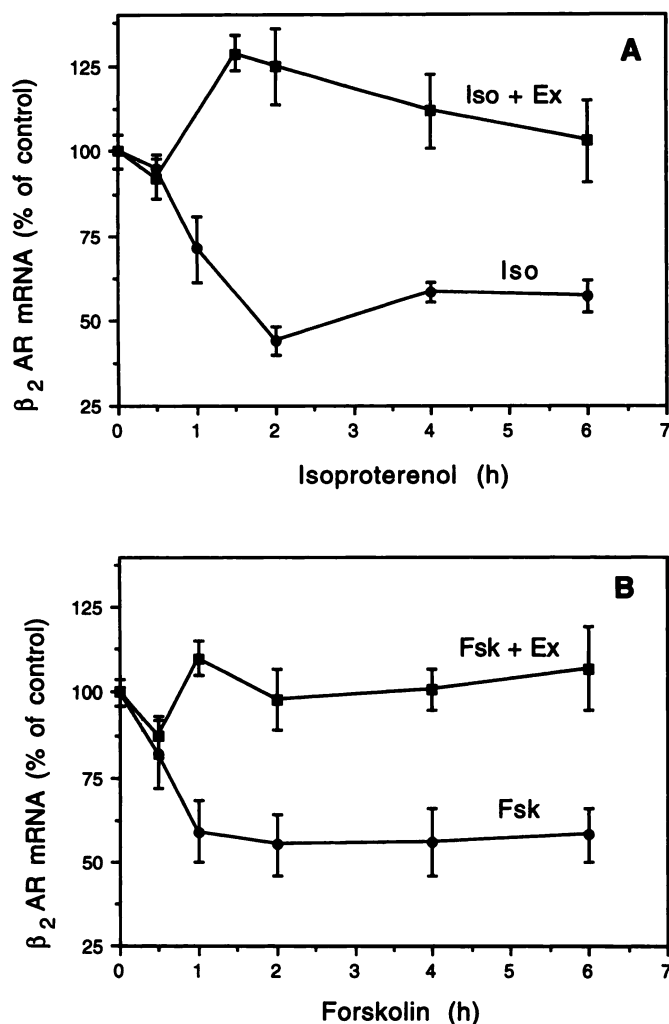 A
β2 AR mRNA (% of control)
125
100
75
50
25
Iso + Ex
Iso
0 1 2 3 4 5 6 7
Isoproterenol (h)
B
β2 AR mRNA (% of control)
125
100
75
50
25
Fsk + Ex
Fsk
0 1 2 3 4 5 6 7
Forskolin (h)